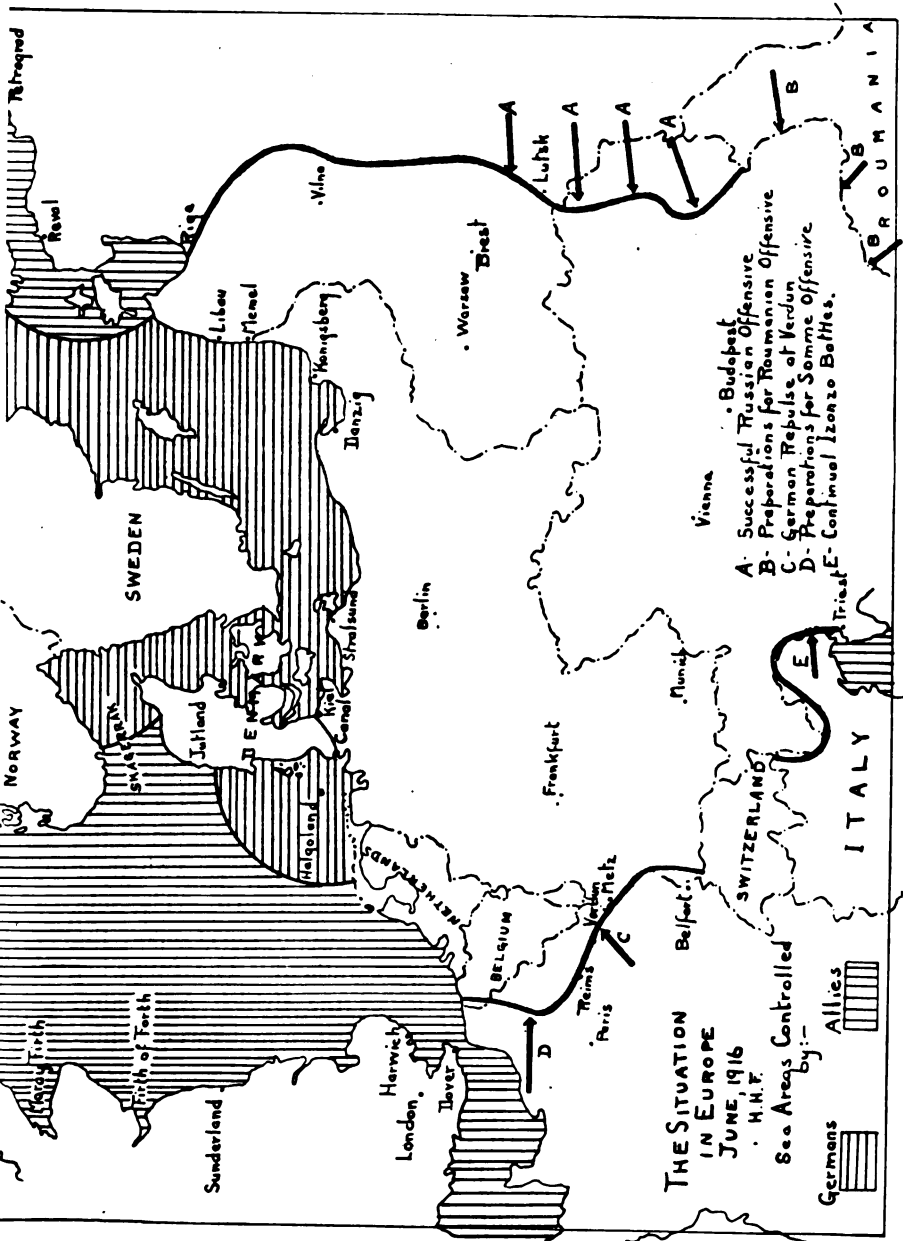 NORWAY
SWEDEN
SKAGERRAK
Jutland
DENMARK
Kiel
Canal
Stralsund
Helgoland
Petrograd
Reval
Riga
Libau
Memel
Konigsberg
Danzig
Vilna
Moray Firth
Firth of Forth
Sunderland
Harwich
London
Dover
NETHERLANDS
BELGIUM
Berlin
Warsaw
Brest
Lutsk
A
A
A
A
D
Reims
Paris
Verdun
Metz
C
Belfort
Frankfurt
Munich
Vienna
Budapest
SWITZERLAND
ITALY
E
Triest
B
B
B
ROUMANIA
THE SITUATION
IN EUROPE
JUNE, 1916
H.H.F.
Sea Areas Controlled
by:-
Germans
Allies
A- Successful Russian Offensive
B- Preparations for Roumanian Offensive
C- German Repulse at Verdun
D- Preparations for Somme Offensive
E- Continual Izonzo Battles.